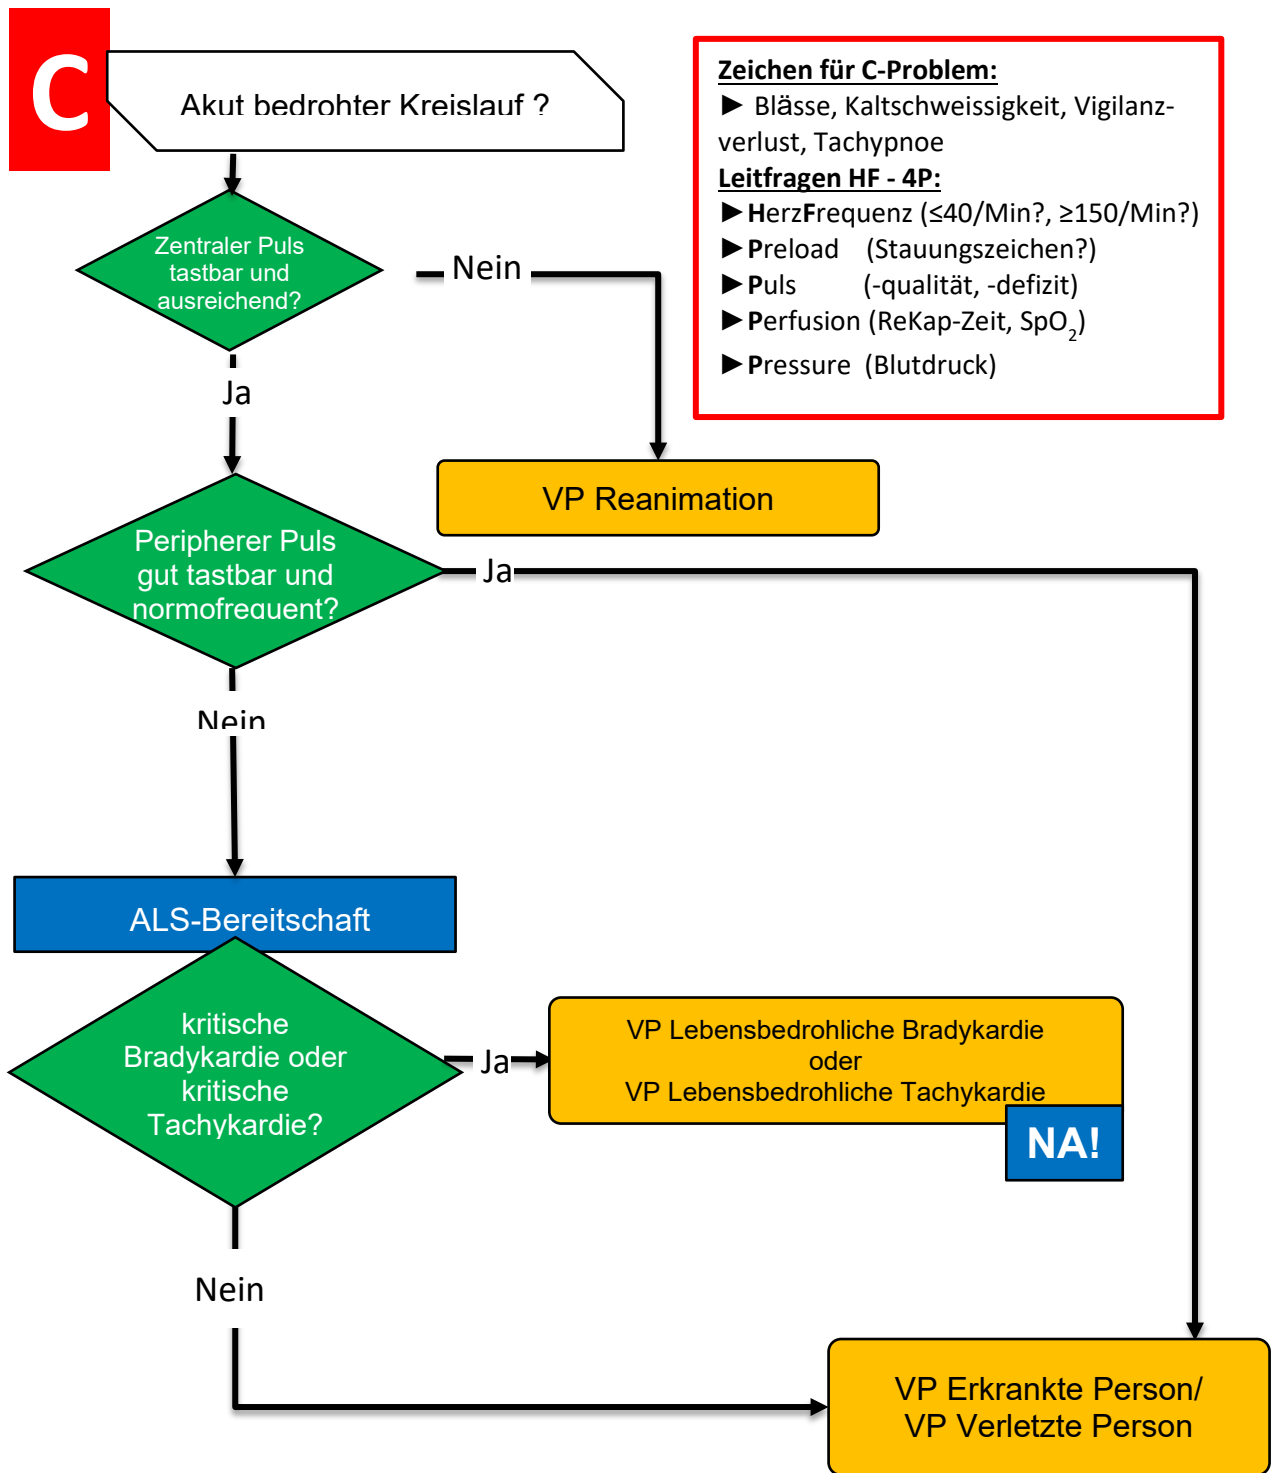 C
Akut bedrohter Kreislauf ?
Zeichen für C-Problem:
► Blässe, Kaltschweissigkeit, Vigilanz-
verlust, Tachypnoe
Leitfragen HF - 4P:
►HerzFrequenz (≤40/Min?, ≥150/Min?)
►Preload (Stauungszeichen?)
►Puls (-qualität, -defizit)
►Perfusion (ReKap-Zeit, SpO2)
►Pressure (Blutdruck)
Zentraler Puls
tastbar und
ausreichend?
Nein
Ja
VP Reanimation
Peripherer Puls
gut tastbar und
normofrequent?
Ja
Nein
ALS-Bereitschaft
kritische
Bradykardie oder
kritische
Tachykardie?
Ja
VP Lebensbedrohliche Bradykardie
oder
VP Lebensbedrohliche Tachykardie
NA!
Nein
VP Erkrankte Person/
VP Verletzte Person